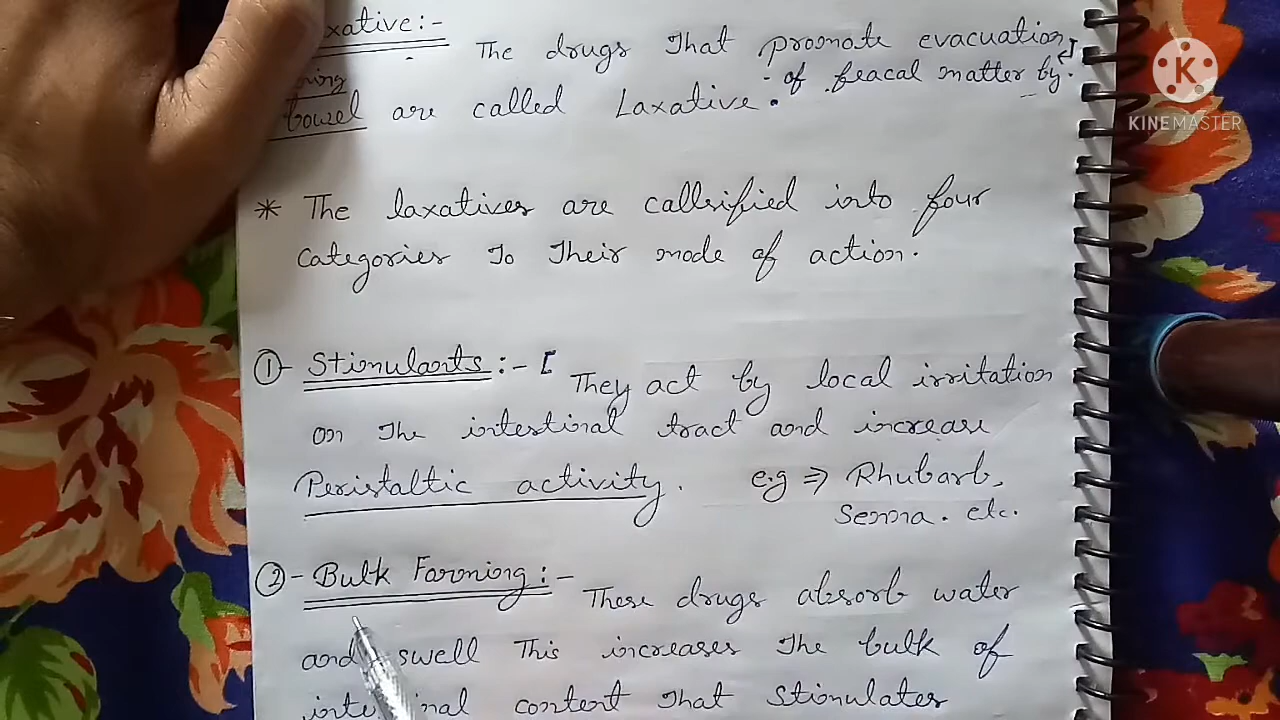 xative:- The drugs That promote evacuation
ning of feacal matter by
bowel are called Laxative.
* The laxatives are callsified into four
categories To Their mode of action.
①- Stimulants :- [ They act by local irritation
on The intestinal tract and increase
Peristaltic activity. e.g ⇒ Rhubarb,
Senna. etc.
②- Bulk Forming :- These drugs absorb water
and swell This increases The bulk of
inte nal content That Stimulates
K
KINEMASTER